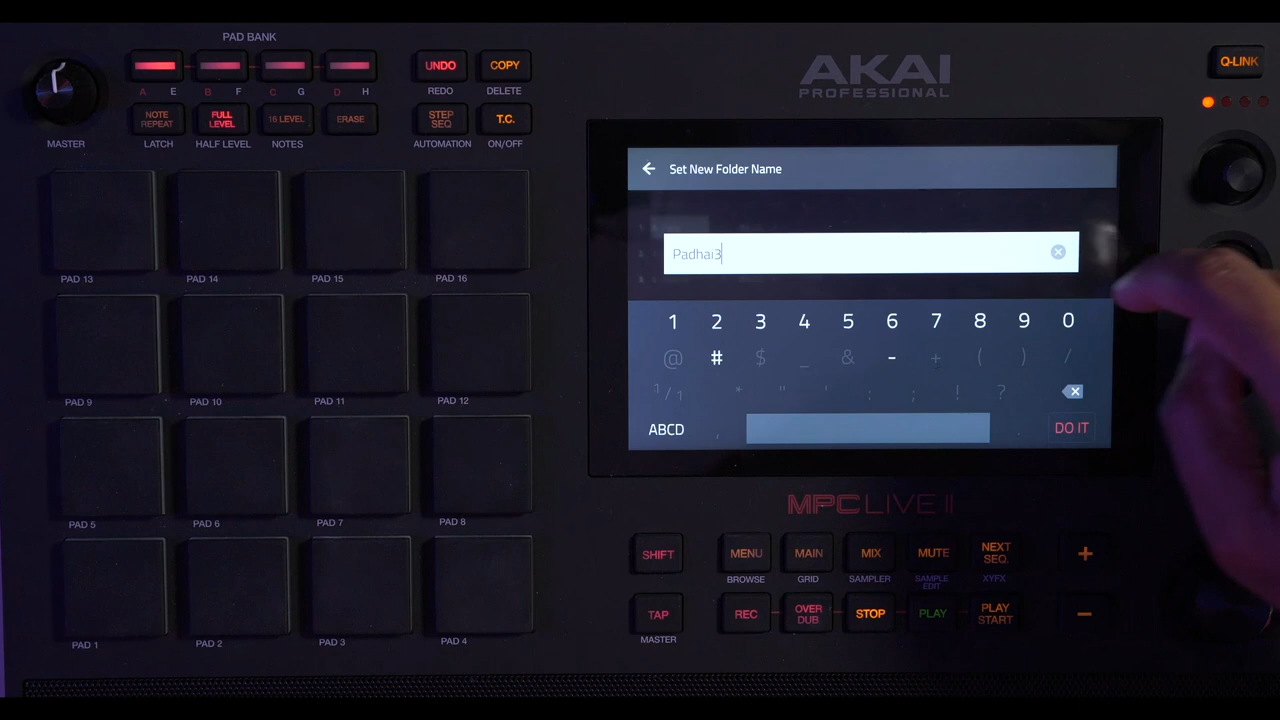 PAD BANK
A E B F C G D H
UNDO COPY
REDO DELETE
NOTE REPEAT FULL LEVEL 16 LEVEL ERASE STEP SEQ T.C.
MASTER LATCH HALF LEVEL NOTES AUTOMATION ON/OFF
PAD 13 PAD 14 PAD 15 PAD 16
PAD 9 PAD 10 PAD 11 PAD 12
PAD 5 PAD 6 PAD 7 PAD 8
PAD 1 PAD 2 PAD 3 PAD 4
AKAI
PROFESSIONAL
Q-LINK
Set New Folder Name
Padhai3
1 2 3 4 5 6 7 8 9 0
@ # $ _ & - + ( ) /
1/1 * " ' : ; ! ?
ABCD , . DO IT
MPC LIVE II
SHIFT MENU MAIN MIX MUTE NEXT SEQ. +
BROWSE GRID SAMPLER SAMPLE EDIT XYFX
TAP REC OVER DUB STOP PLAY PLAY START -
MASTER